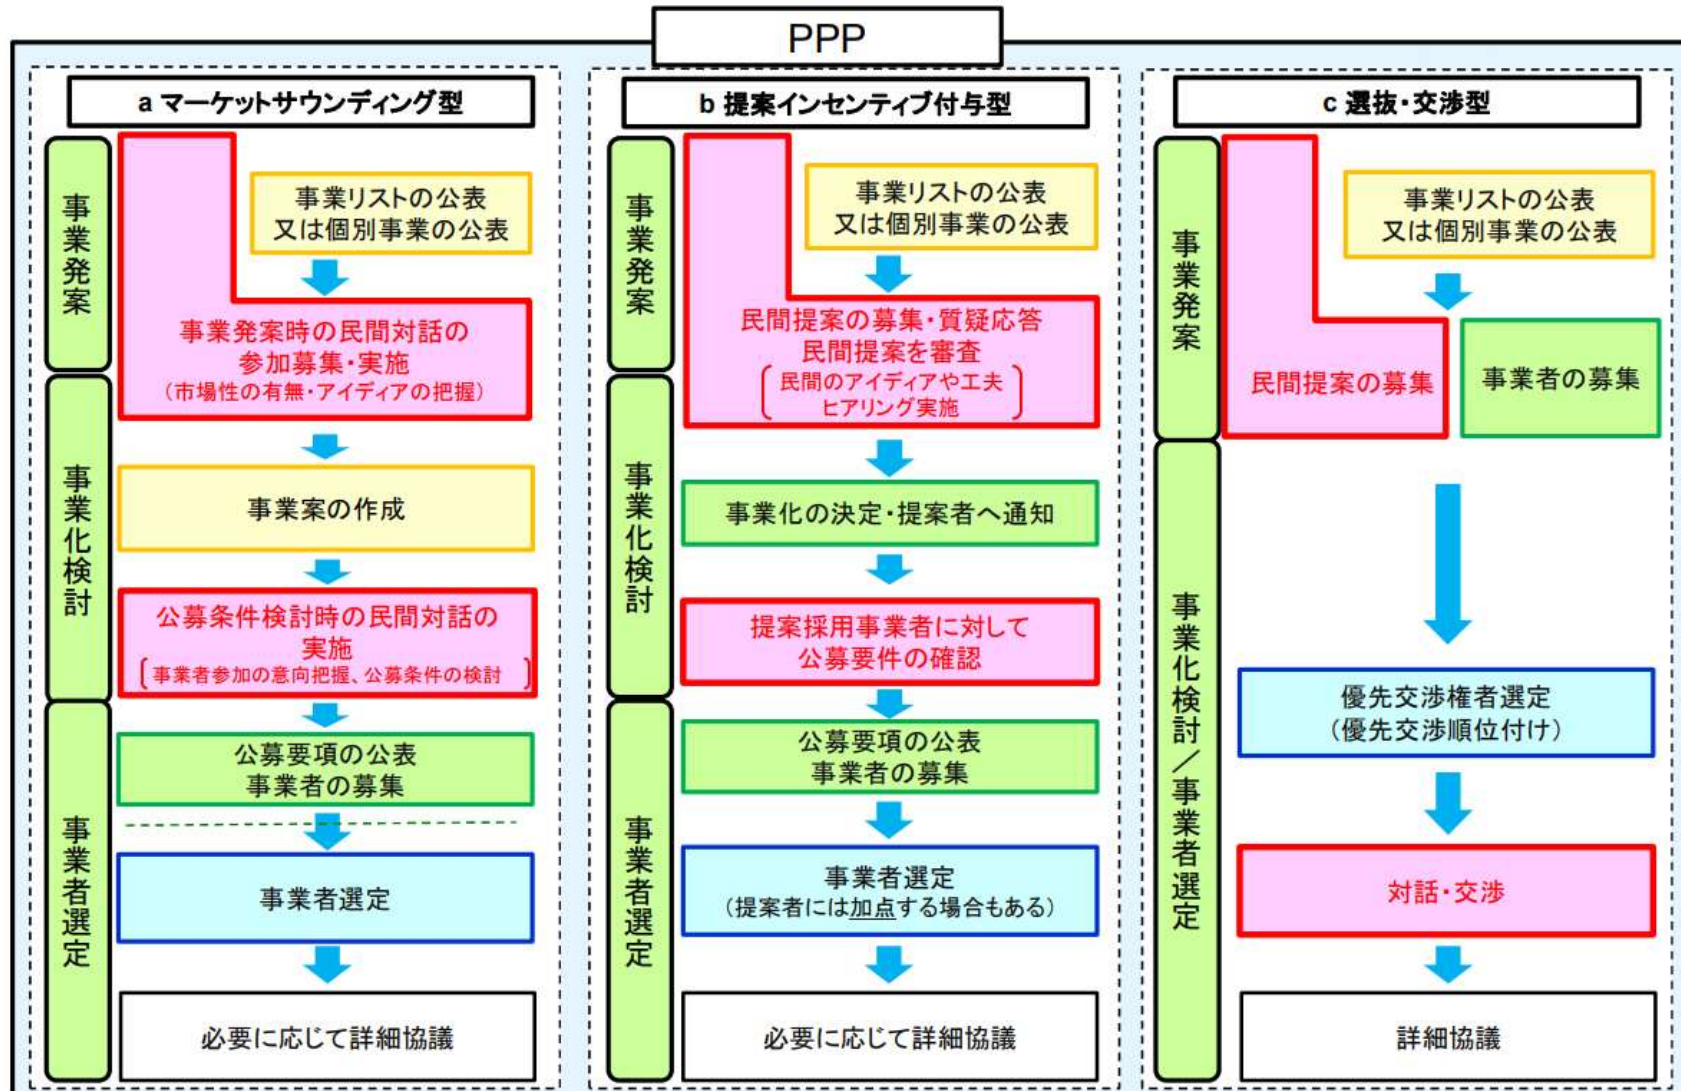 PPP
a マーケットサウンディング型
事業発案
事業リストの公表
又は個別事業の公表
事業発案時の民間対話の
参加募集・実施
（市場性の有無・アイディアの把握）
事業化検討
事業案の作成
公募条件検討時の民間対話の
実施
事業者参加の意向把握、公募条件の検討
事業者選定
公募要項の公表
事業者の募集
事業者選定
必要に応じて詳細協議
b 提案インセンティブ付与型
事業発案
事業リストの公表
又は個別事業の公表
民間提案の募集・質疑応答
民間提案を審査
民間のアイディアや工夫
ヒアリング実施
事業化検討
事業化の決定・提案者へ通知
提案採用事業者に対して
公募要件の確認
事業者選定
公募要項の公表
事業者の募集
事業者選定
（提案者には加点する場合もある）
必要に応じて詳細協議
c 選抜・交渉型
事業発案
事業リストの公表
又は個別事業の公表
民間提案の募集
事業者の募集
事業化検討／事業者選定
優先交渉権者選定
（優先交渉順位付け）
対話・交渉
詳細協議